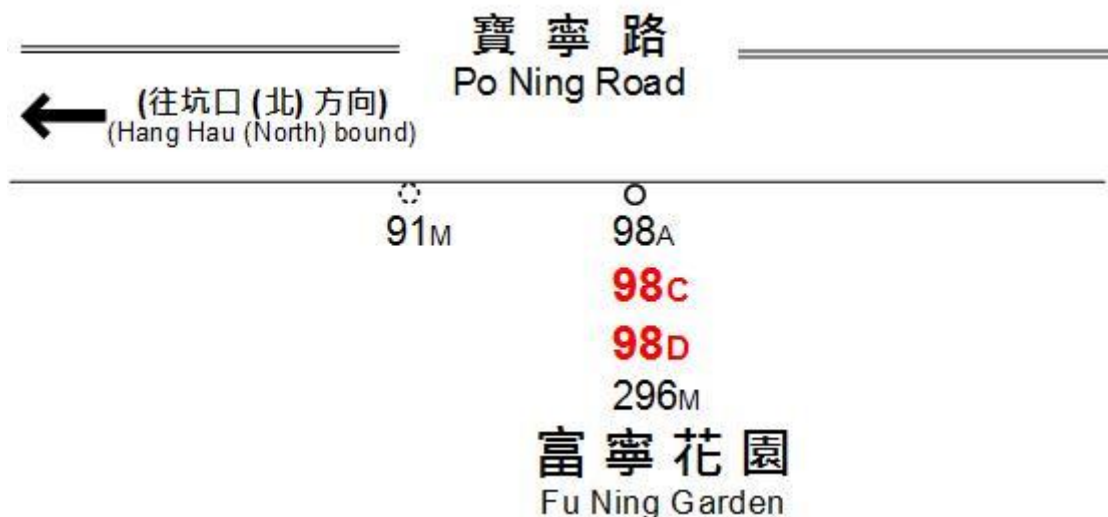 寶寧路
Po Ning Road
(往坑口 (北) 方向)
(Hang Hau (North) bound)
91M
98A
98C
98D
296M
富寧花園
Fu Ning Garden